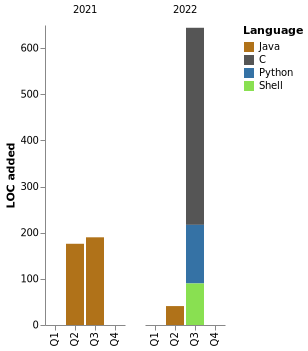 2021 2022
Language
Java
C
Python
Shell
LOC added
600
500
400
300
200
100
0
Q1 Q2 Q3 Q4 Q1 Q2 Q3 Q4